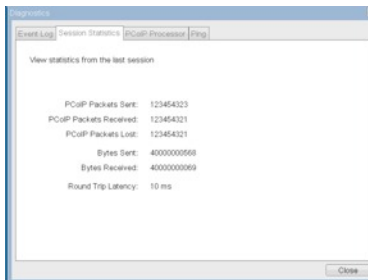 Diagnostics
Event Log Session Statistics PCoIP Processor Ping
View statistics from the last session
PCoIP Packets Sent: 123454323
PCoIP Packets Received: 123454321
PCoIP Packets Lost: 123454321
Bytes Sent: 40000000568
Bytes Received: 40000000069
Round Trip Latency: 10 ms
Close